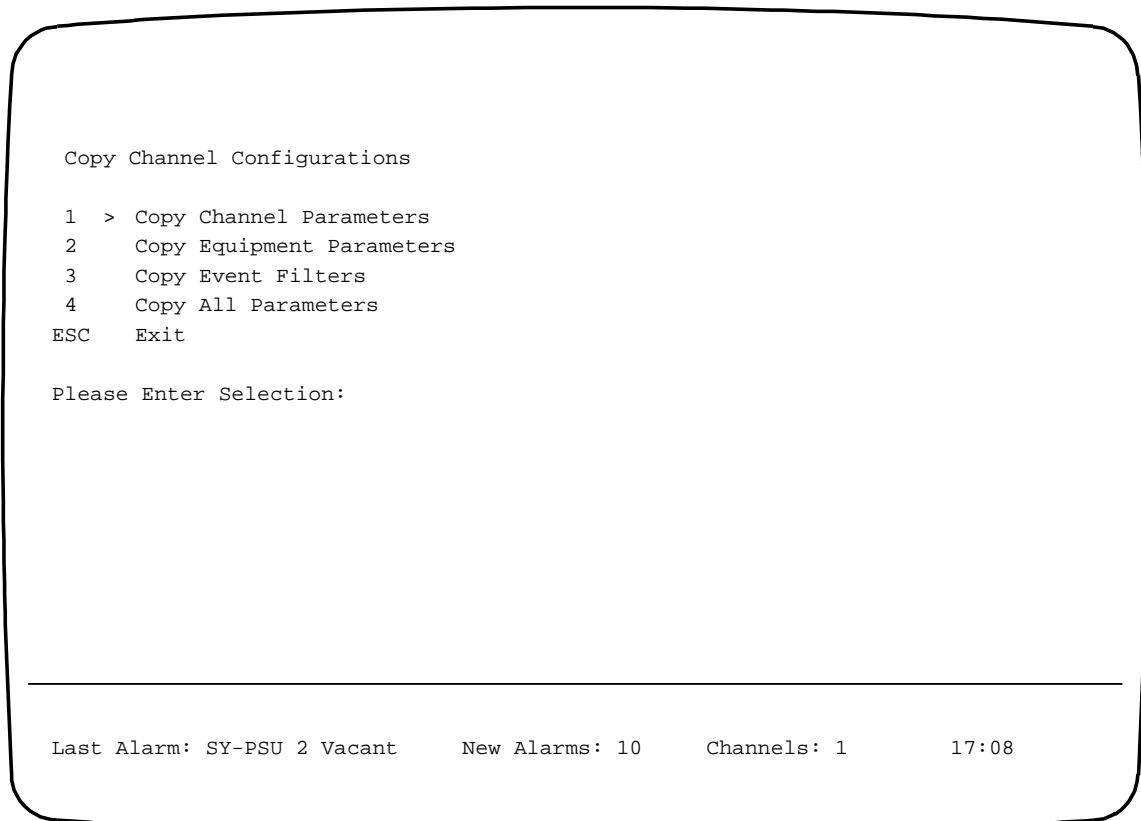 Copy Channel Configurations
1 > Copy Channel Parameters
2 Copy Equipment Parameters
3 Copy Event Filters
4 Copy All Parameters
ESC Exit
Please Enter Selection:
Last Alarm: SY-PSU 2 Vacant New Alarms: 10 Channels: 1 17:08